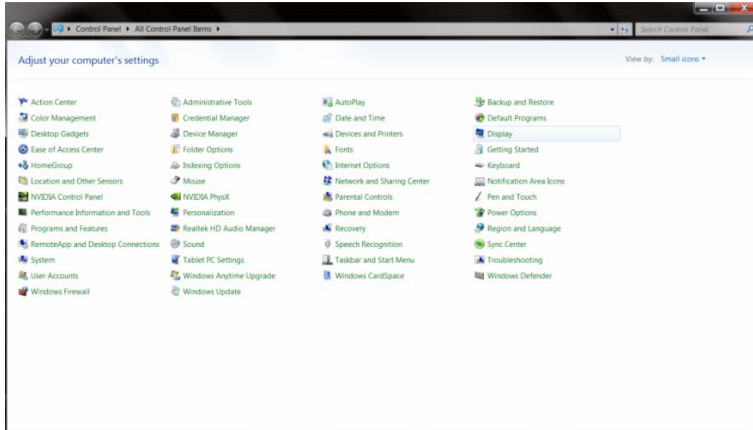 Control Panel ▸ All Control Panel Items ▸
Search Control Panel
Adjust your computer's settings
View by: Small icons
Action Center Administrative Tools AutoPlay Backup and Restore
Color Management Credential Manager Date and Time Default Programs
Desktop Gadgets Device Manager Devices and Printers Display
Ease of Access Center Folder Options Fonts Getting Started
HomeGroup Indexing Options Internet Options Keyboard
Location and Other Sensors Mouse Network and Sharing Center Notification Area Icons
NVIDIA Control Panel NVIDIA PhysX Parental Controls Pen and Touch
Performance Information and Tools Personalization Phone and Modem Power Options
Programs and Features Realtek HD Audio Manager Recovery Region and Language
RemoteApp and Desktop Connections Sound Speech Recognition Sync Center
System Tablet PC Settings Taskbar and Start Menu Troubleshooting
User Accounts Windows Anytime Upgrade Windows CardSpace Windows Defender
Windows Firewall Windows Update